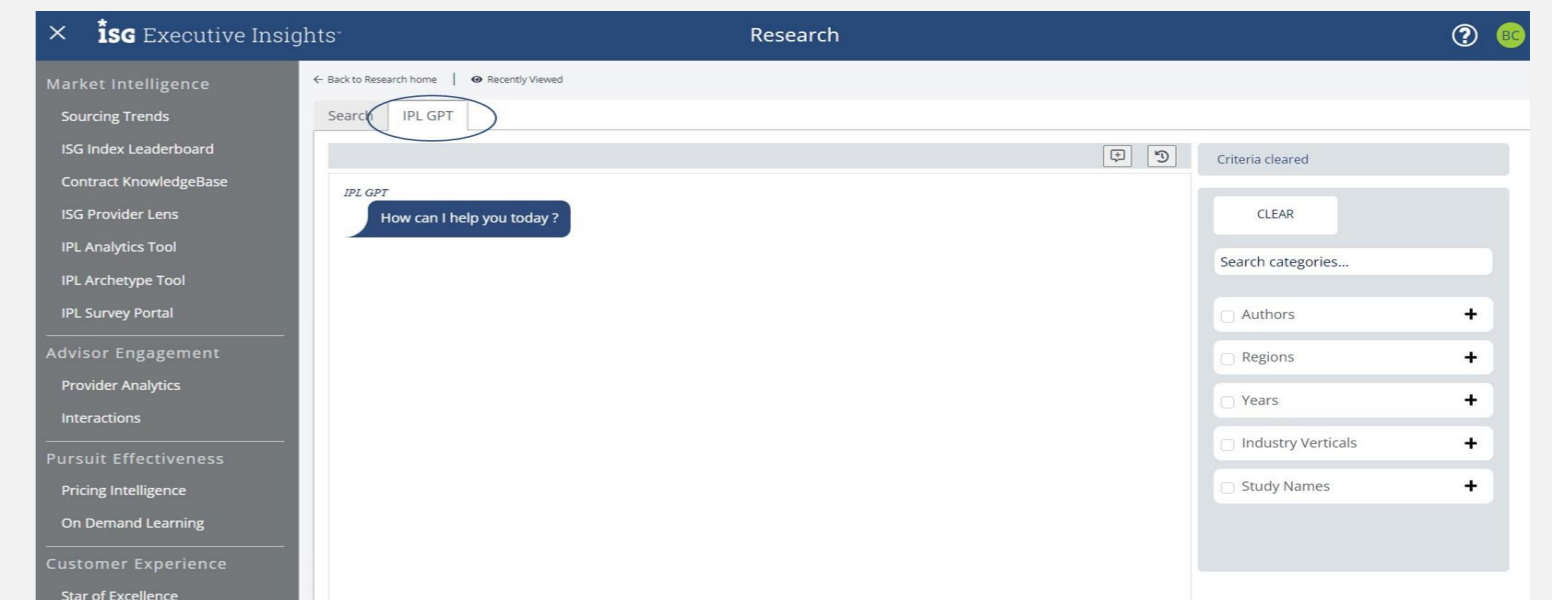 ISG Executive Insights™
Research
BC
Market Intelligence
Sourcing Trends
ISG Index Leaderboard
Contract KnowledgeBase
ISG Provider Lens
IPL Analytics Tool
IPL Archetype Tool
IPL Survey Portal
Advisor Engagement
Provider Analytics
Interactions
Pursuit Effectiveness
Pricing Intelligence
On Demand Learning
Customer Experience
Star of Excellence
← Back to Research home | Recently Viewed
Search
IPL GPT
IPL GPT
How can I help you today ?
Criteria cleared
CLEAR
Search categories...
Authors +
Regions +
Years +
Industry Verticals +
Study Names +